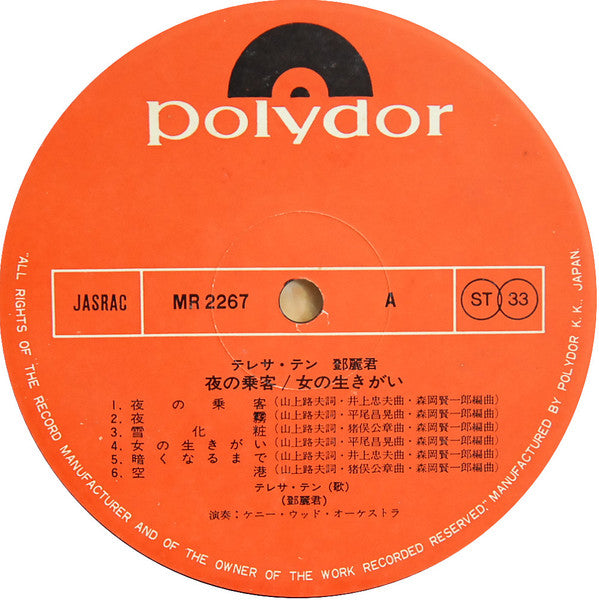 polydor
JASRAC MR 2267 A ST 33
テレサ・テン 鄧麗君
夜の乗客/女の生きがい
1. 夜の乗客(山上路夫詞・井上忠夫曲・森岡賢一郎編曲)
2. 夜霧(山上路夫詞・平尾昌晃曲・森岡賢一郎編曲)
3. 雪化粧(山上路夫詞・猪俣公章曲・森岡賢一郎編曲)
4. 女の生きがい(山上路夫詞・平尾昌晃曲・森岡賢一郎編曲)
5. 暗くなるまで(山上路夫詞・井上忠夫曲・森岡賢一郎編曲)
6. 空港(山上路夫詞・猪俣公章曲・森岡賢一郎編曲)
テレサ・テン(歌)
(鄧麗君)
演奏:ケニー・ウッド・オーケストラ
"ALL RIGHTS OF THE RECORD MANUFACTURER AND OF THE OWNER OF THE WORK RECORDED RESERVED." MANUFACTURED BY POLYDOR K.K., JAPAN.